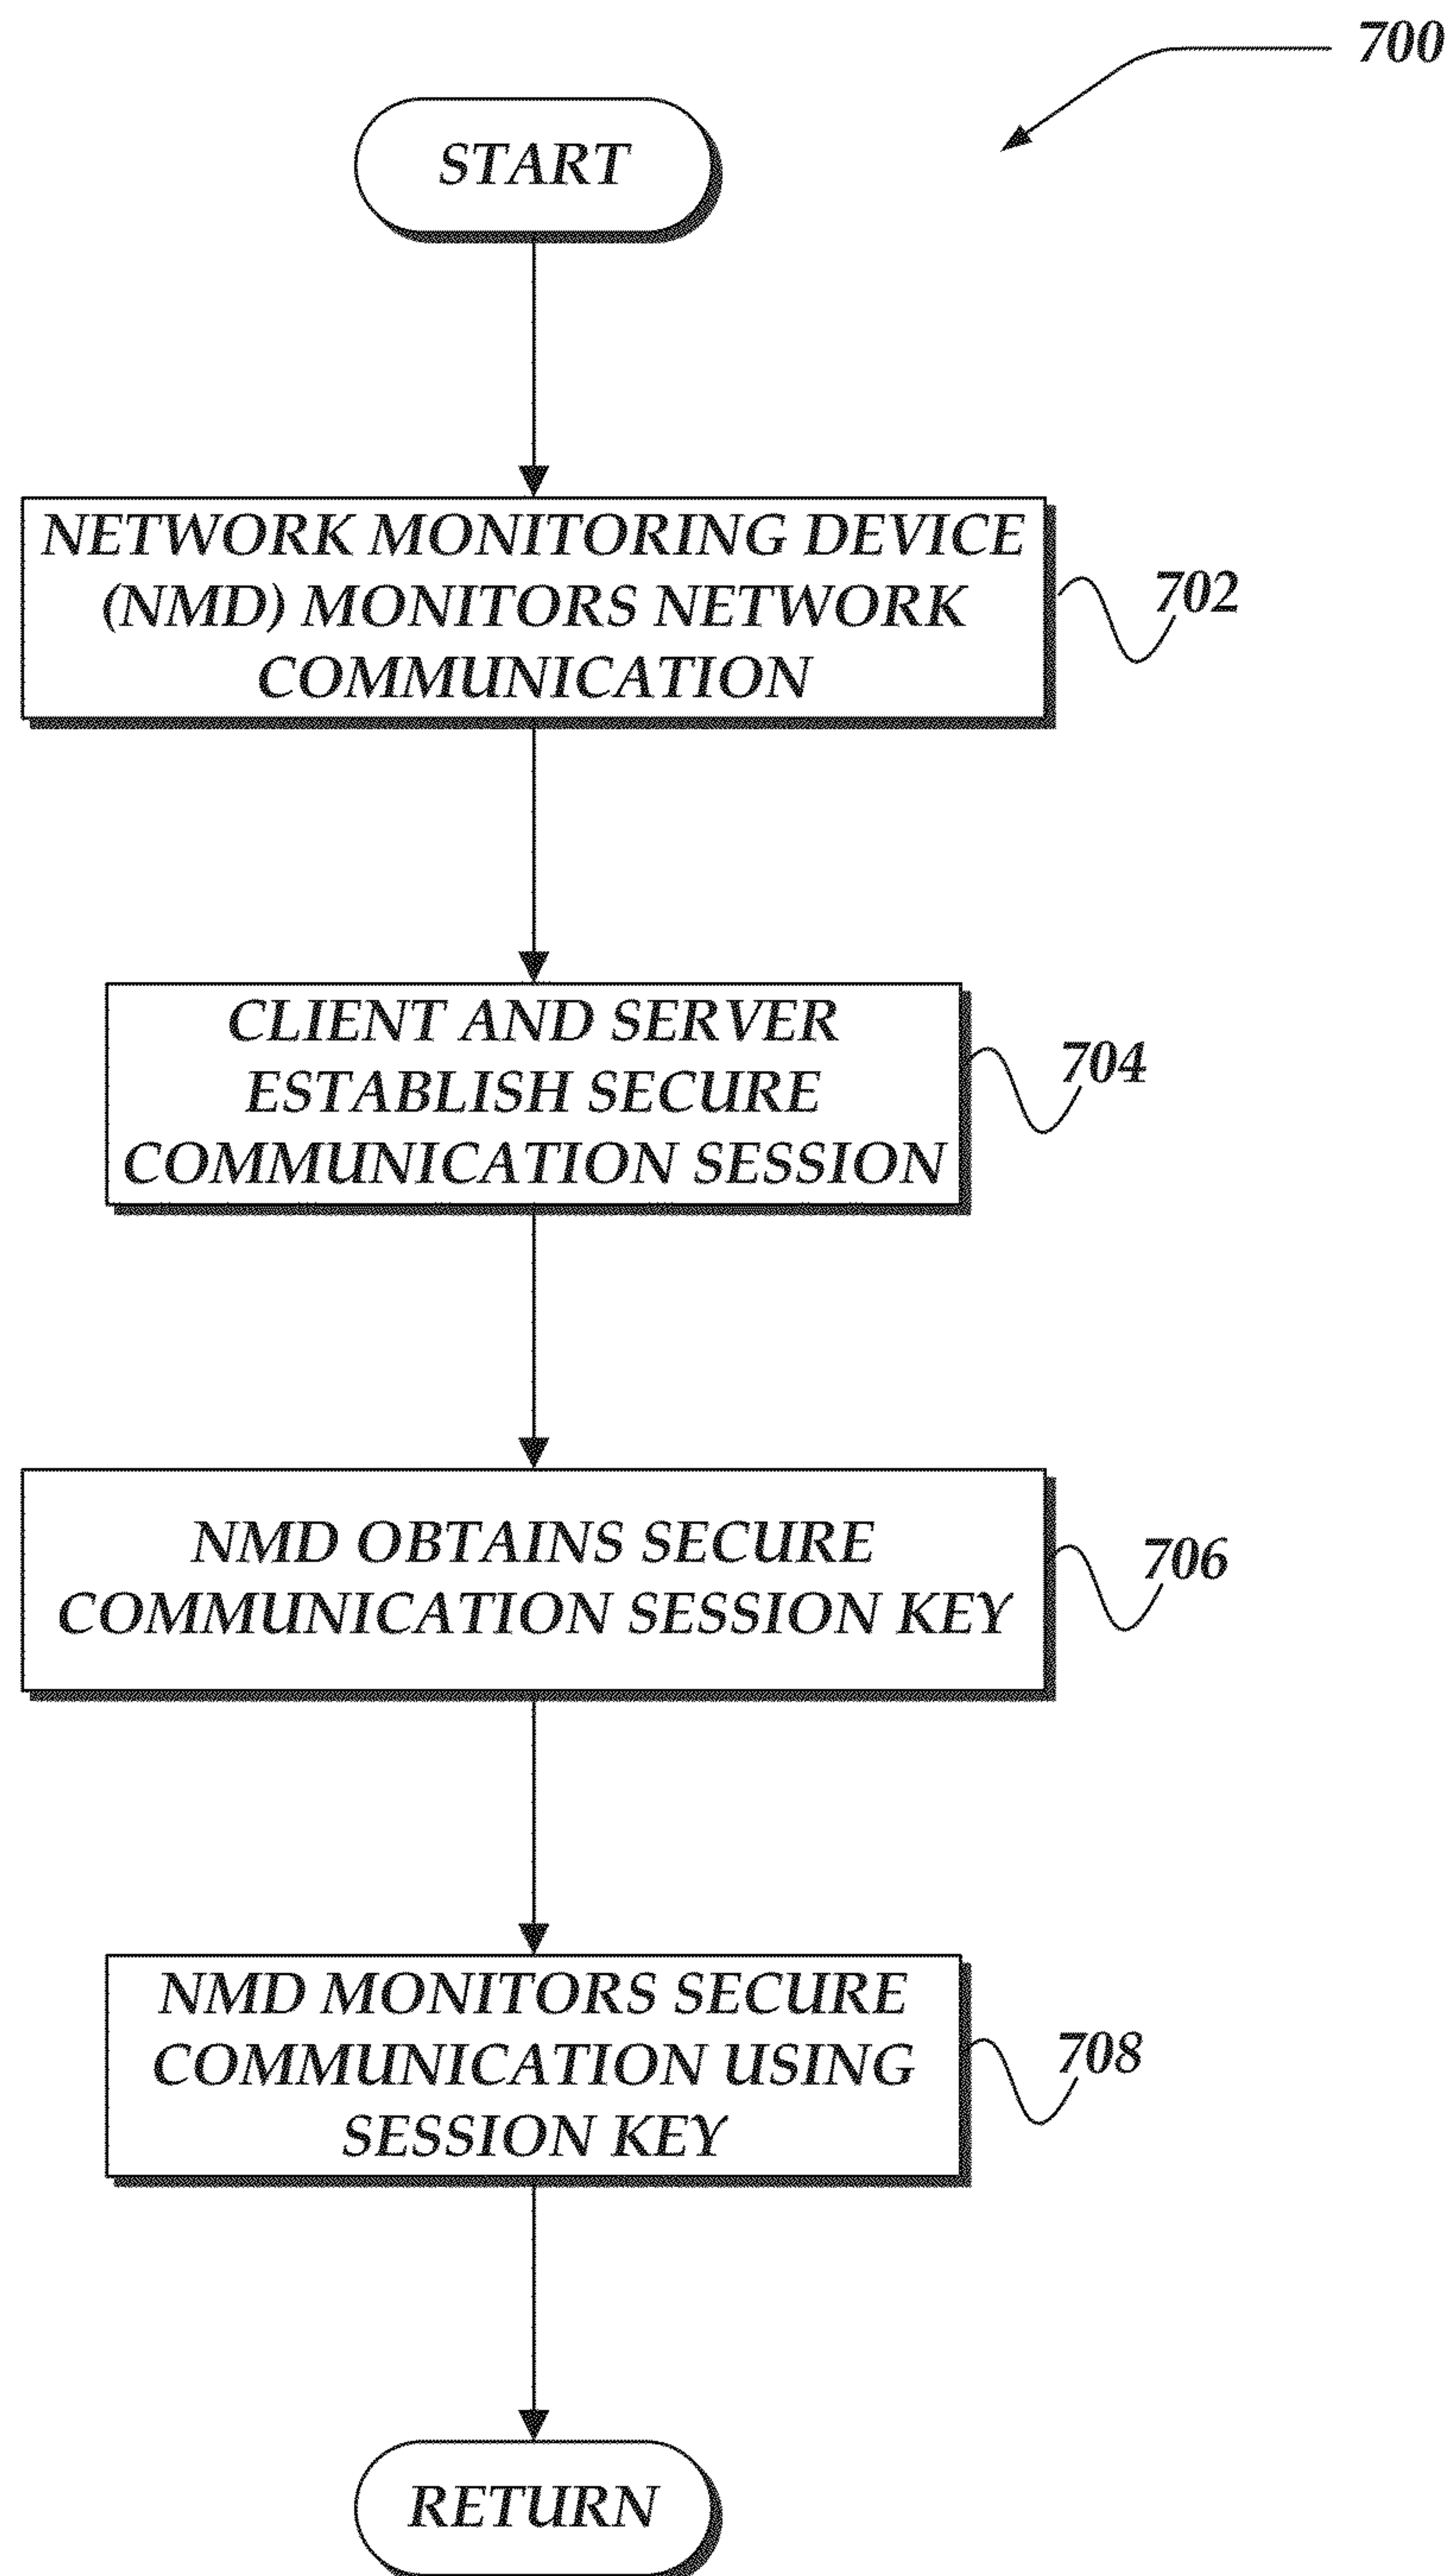 700
START
NETWORK MONITORING DEVICE
(NMD) MONITORS NETWORK
COMMUNICATION
702
CLIENT AND SERVER
ESTABLISH SECURE
COMMUNICATION SESSION
704
NMD OBTAINS SECURE
COMMUNICATION SESSION KEY
706
NMD MONITORS SECURE
COMMUNICATION USING
SESSION KEY
708
RETURN